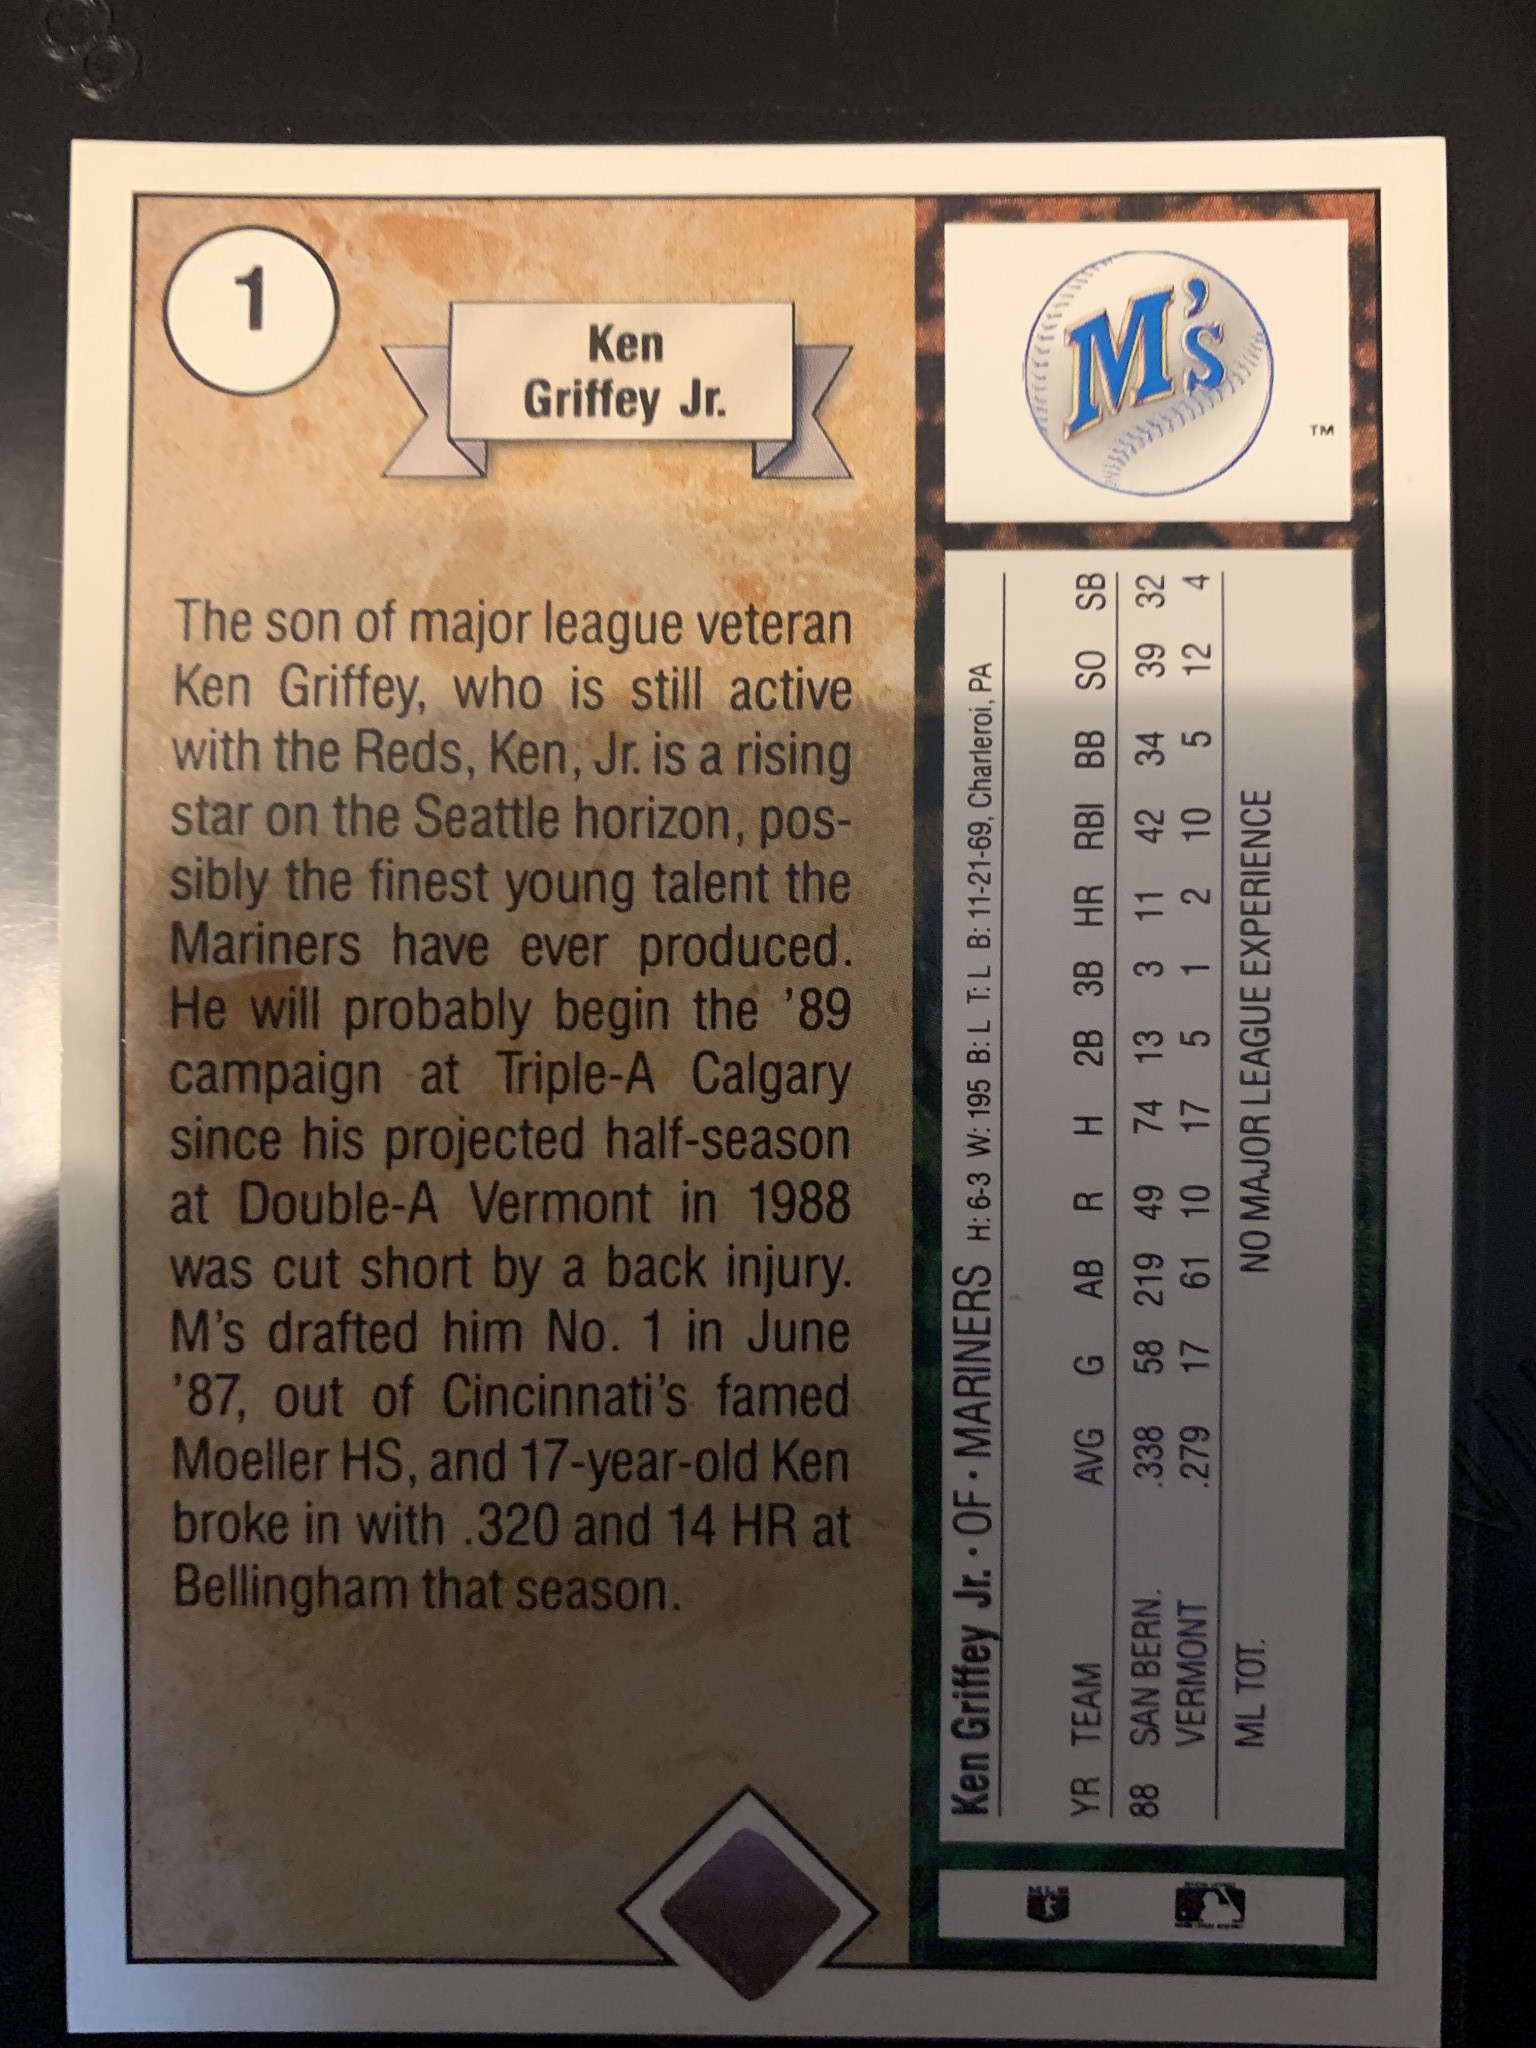 1
Ken
Griffey Jr.
The son of major league veteran
Ken Griffey, who is still active
with the Reds, Ken, Jr. is a rising
star on the Seattle horizon, pos-
sibly the finest young talent the
Mariners have ever produced.
He will probably begin the '89
campaign at Triple-A Calgary
since his projected half-season
at Double-A Vermont in 1988
was cut short by a back injury.
M's drafted him No. 1 in June
'87, out of Cincinnati's famed
Moeller HS, and 17-year-old Ken
broke in with .320 and 14 HR at
Bellingham that season.
M's
TM
Ken Griffey Jr. · OF · MARINERS H: 6-3 W: 195 B: L T: L B: 11-21-69, Charleroi, PA
YR TEAM AVG G AB R H 2B 3B HR RBI BB SO SB
88 SAN BERN. .338 58 219 49 74 13 3 11 42 34 39 32
VERMONT .279 17 61 10 17 5 1 2 10 5 12 4
ML TOT. NO MAJOR LEAGUE EXPERIENCE